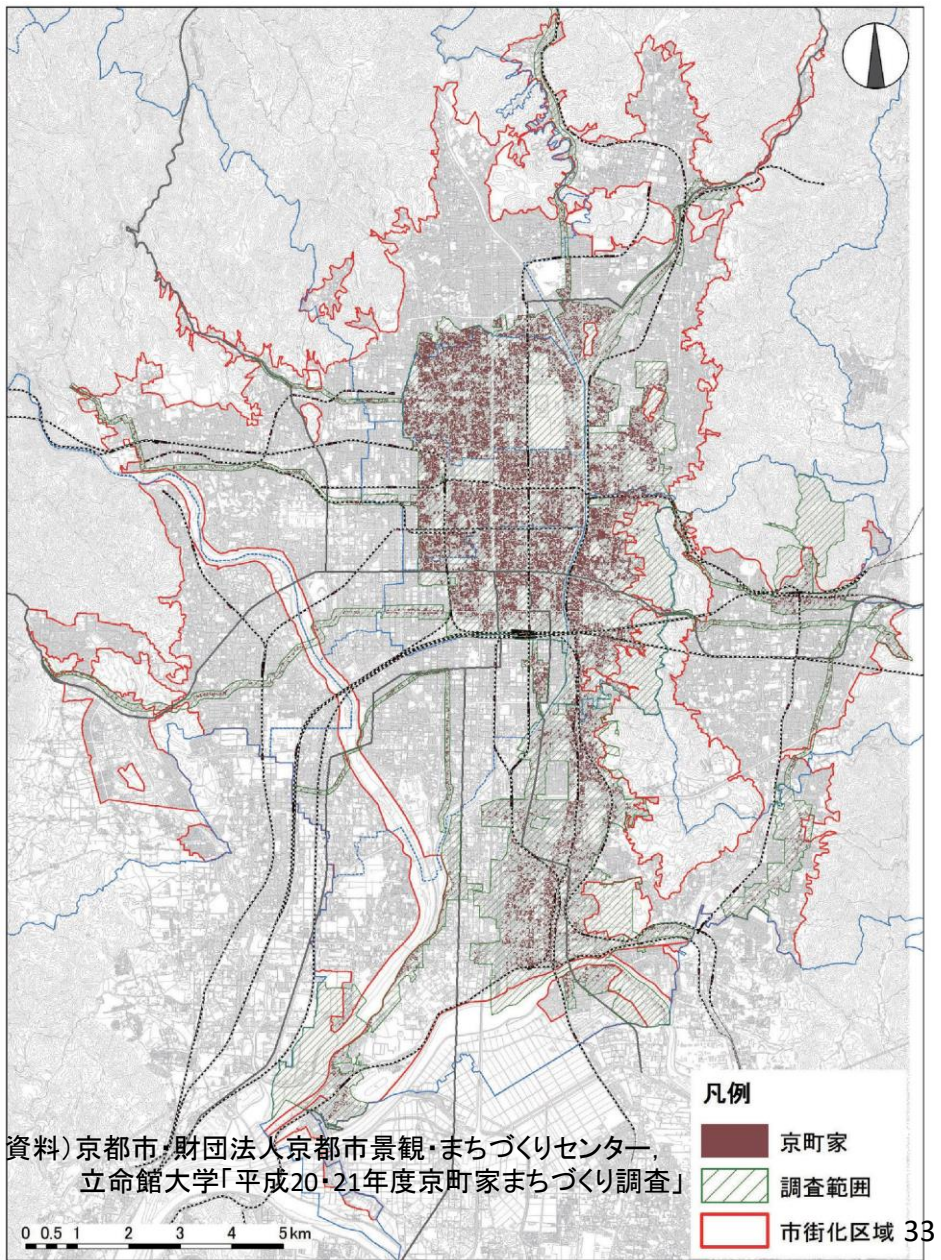 凡例
京町家
調査範囲
市街化区域
資料）京都市・財団法人京都市景観・まちづくりセンター，
立命館大学「平成20・21年度京町家まちづくり調査」
0 0.5 1 2 3 4 5km
33